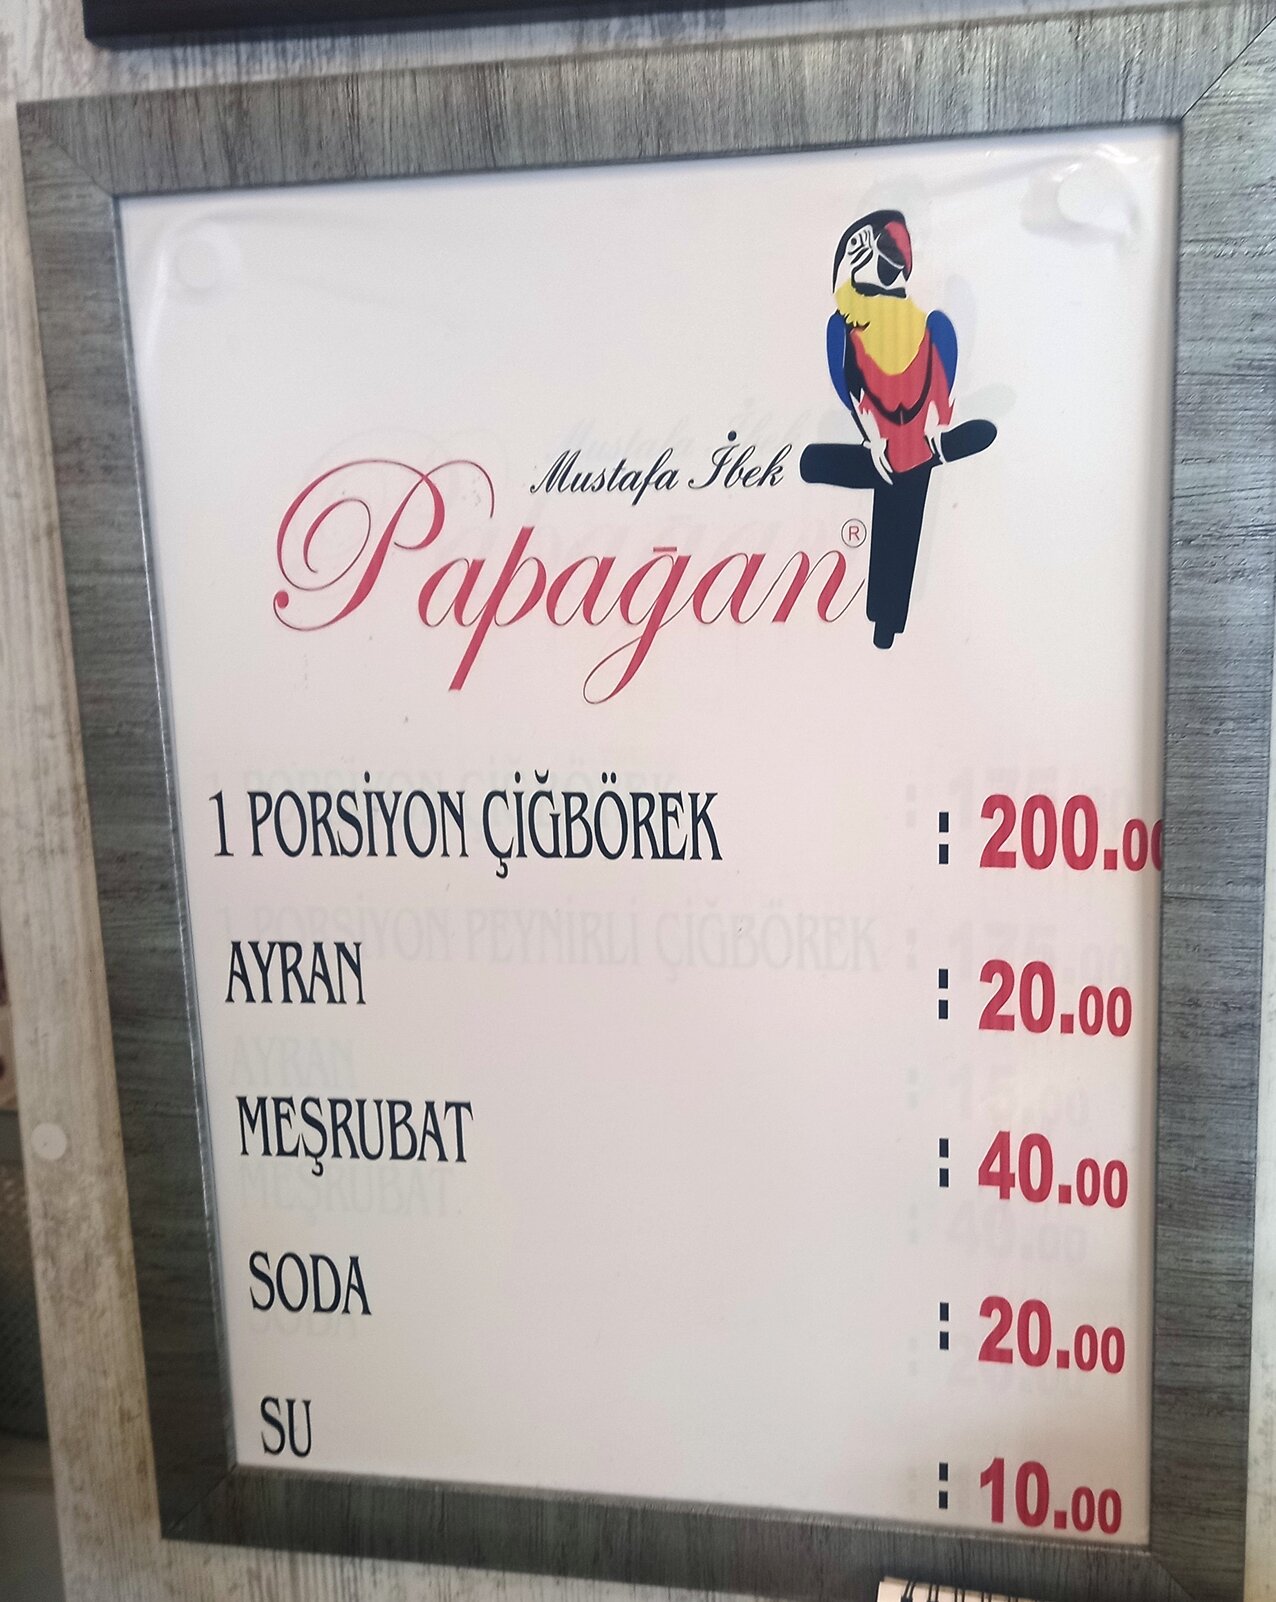 Mustafa İbek
Papağan®
1 PORSİYON ÇİĞBÖREK : 200.00
AYRAN : 20.00
MEŞRUBAT : 40.00
SODA : 20.00
SU : 10.00